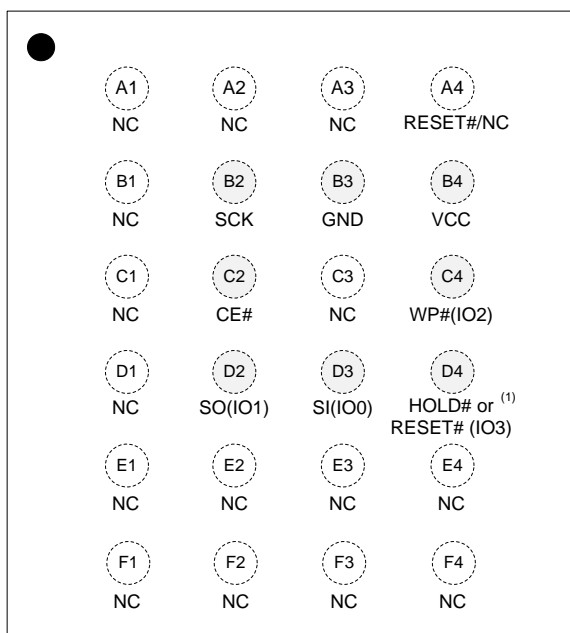 A1 A2 A3 A4
NC NC NC RESET#/NC
B1 B2 B3 B4
NC SCK GND VCC
C1 C2 C3 C4
NC CE# NC WP#(IO2)
D1 D2 D3 D4
NC SO(IO1) SI(IO0) HOLD# or (1)
RESET# (IO3)
E1 E2 E3 E4
NC NC NC NC
F1 F2 F3 F4
NC NC NC NC